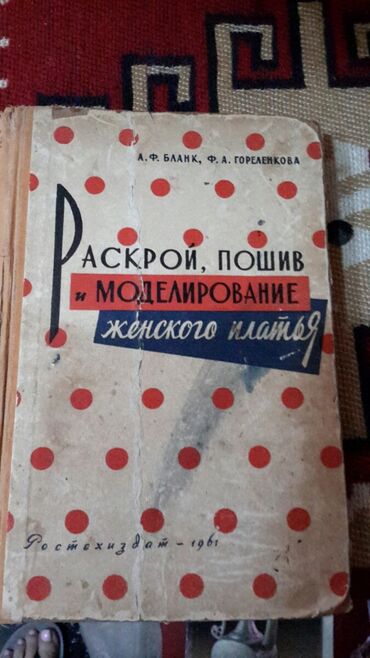 А. Ф. БЛАНК, Ф. А. ГОРЕЛЕНКОВА
РАСКРОЙ, ПОШИВ
и МОДЕЛИРОВАНИЕ
женского платья
Ростехиздат – 1961